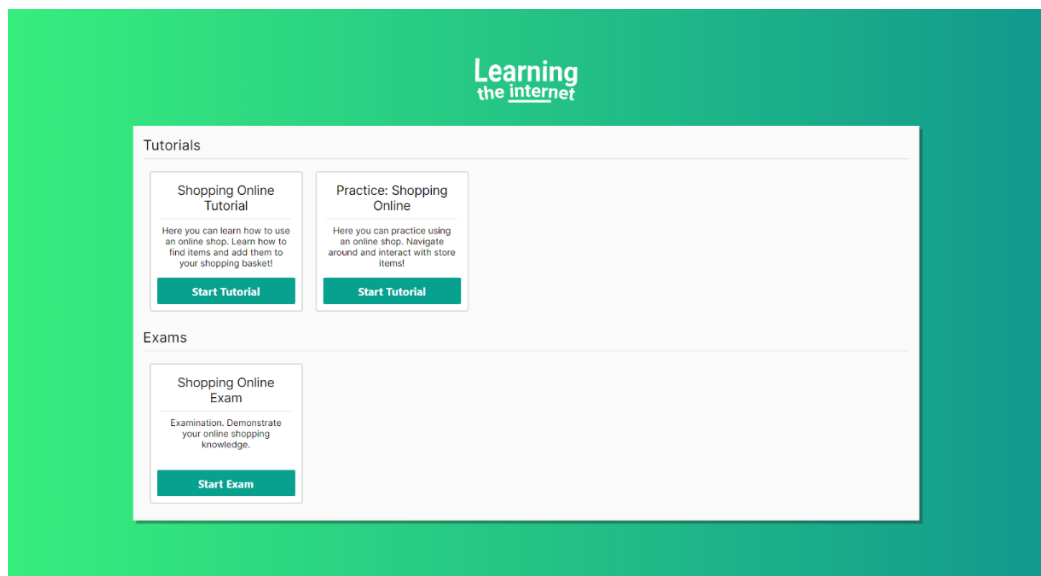 Learning
the internet
Tutorials
Shopping Online
Tutorial
Here you can learn how to use
an online shop. Learn how to
find items and add them to
your shopping basket!
Start Tutorial
Practice: Shopping
Online
Here you can practice using
an online shop. Navigate
around and interact with store
items!
Start Tutorial
Exams
Shopping Online
Exam
Examination. Demonstrate
your online shopping
knowledge.
Start Exam